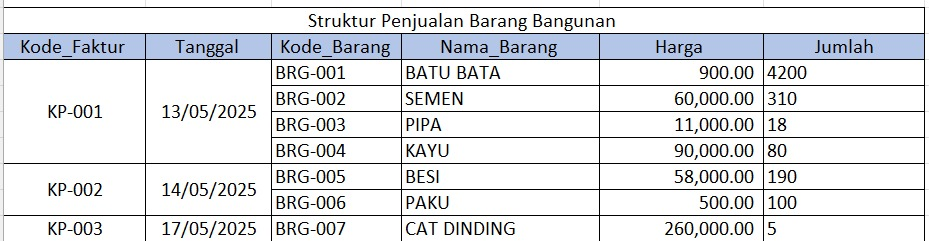 Struktur Penjualan Barang Bangunan
Kode_Faktur Tanggal Kode_Barang Nama_Barang Harga Jumlah
KP-001 13/05/2025 BRG-001 BATU BATA 900.00 4200
BRG-002 SEMEN 60,000.00 310
BRG-003 PIPA 11,000.00 18
BRG-004 KAYU 90,000.00 80
KP-002 14/05/2025 BRG-005 BESI 58,000.00 190
BRG-006 PAKU 500.00 100
KP-003 17/05/2025 BRG-007 CAT DINDING 260,000.00 5